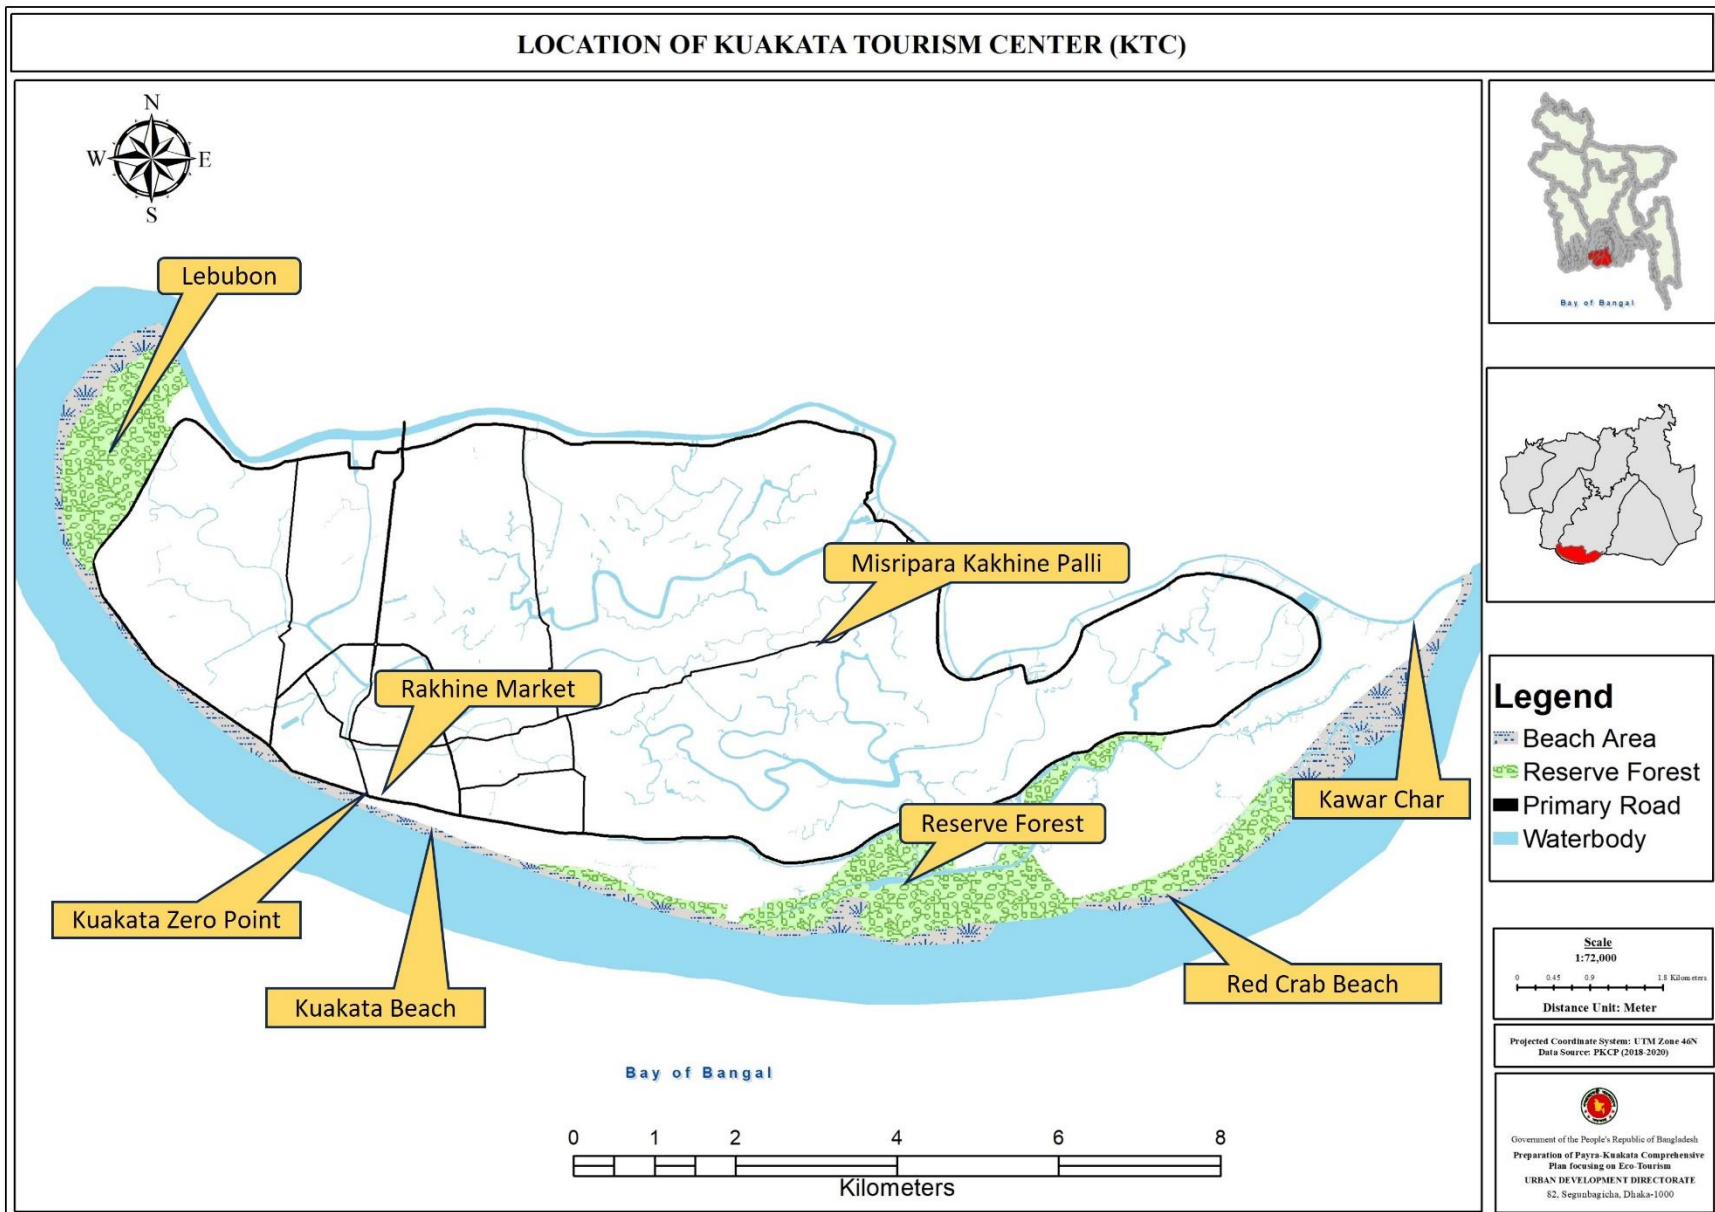 LOCATION OF KUAKATA TOURISM CENTER (KTC)
N
W E
S
Lebubon
Misripara Kakhine Palli
Rakhine Market
Kawar Char
Reserve Forest
Kuakata Zero Point
Red Crab Beach
Kuakata Beach
Bay of Bangal
0 1 2 4 6 8
Kilometers
Bay of Bangal
Legend
Beach Area
Reserve Forest
Primary Road
Waterbody
Scale
1:72,000
0 0.45 0.9 1.8 Kilometers
Distance Unit: Meter
Projected Coordinate System: UTM Zone 46N
Data Source: PKCP (2018-2020)
Government of the People's Republic of Bangladesh
Preparation of Payra-Kuakata Comprehensive
Plan focusing on Eco-Tourism
URBAN DEVELOPMENT DIRECTORATE
82, Segunbagicha, Dhaka-1000